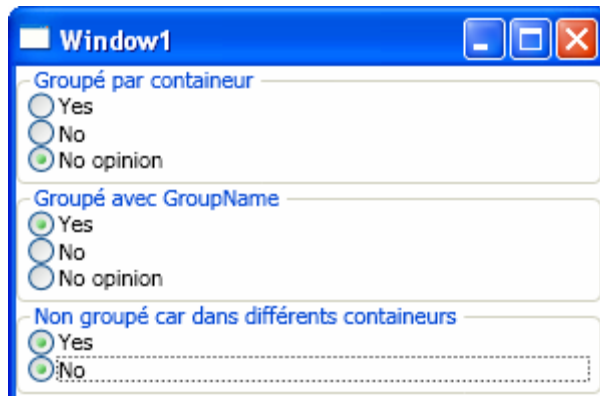 Window1
Groupé par containeur
Yes
No
No opinion
Groupé avec GroupName
Yes
No
No opinion
Non groupé car dans différents containeurs
Yes
No